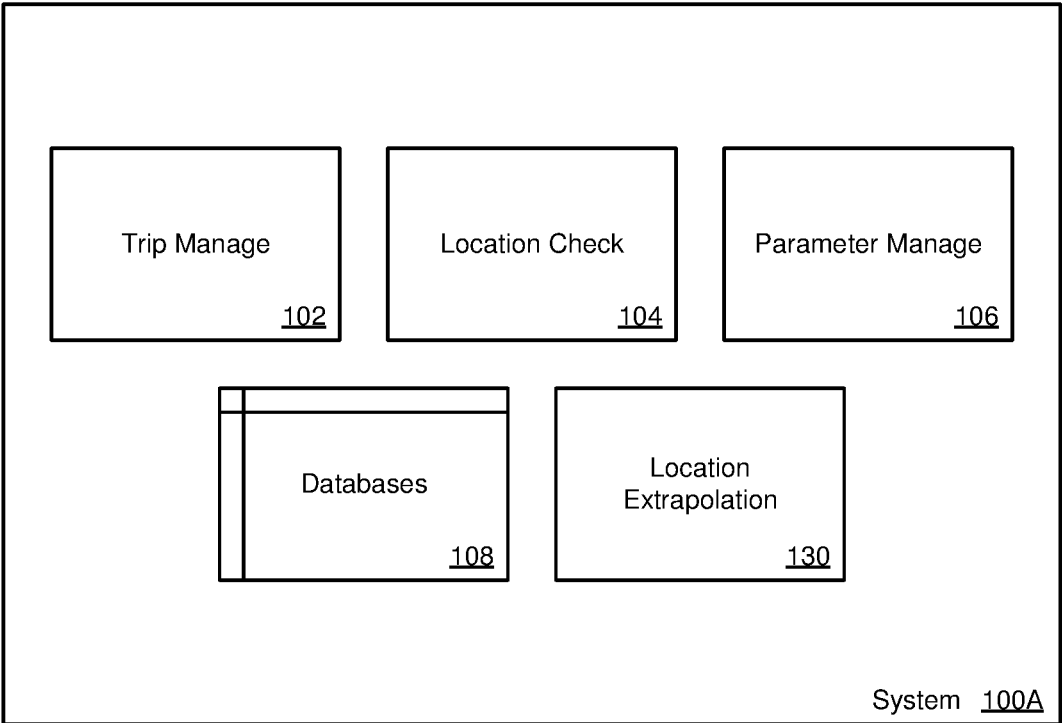 Trip Manage
102
Location Check
104
Parameter Manage
106
Databases
108
Location
Extrapolation
130
System 100A